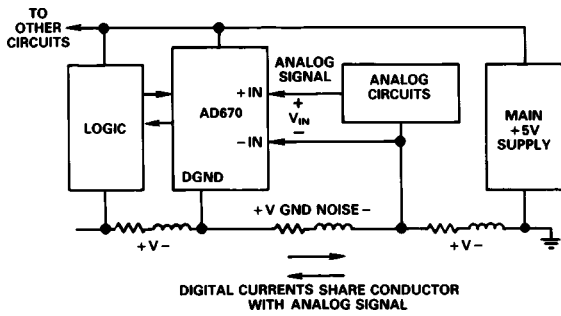 TO
OTHER
CIRCUITS
ANALOG
SIGNAL
LOGIC
AD670
+ IN
+
VIN
−
− IN
DGND
ANALOG
CIRCUITS
MAIN
+5V
SUPPLY
+ V −
+ V GND NOISE −
+ V −
DIGITAL CURRENTS SHARE CONDUCTOR
WITH ANALOG SIGNAL